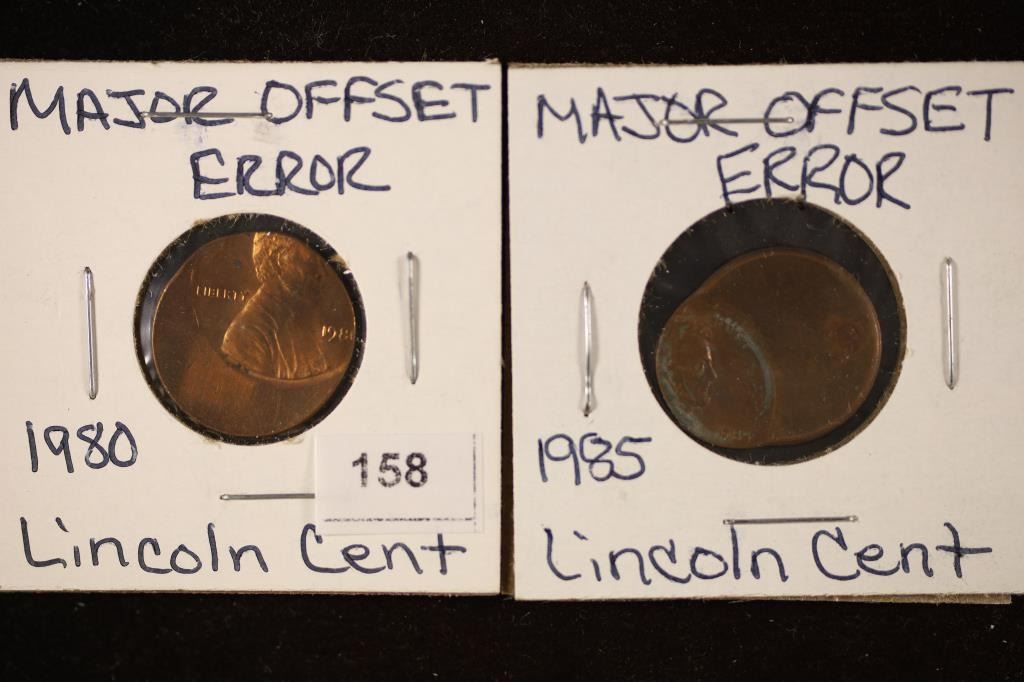 MAJOR OFFSET
ERROR
LIBERTY
198
1980
158
Lincoln Cent
MAJOR OFFSET
ERROR
1985
Lincoln Cent